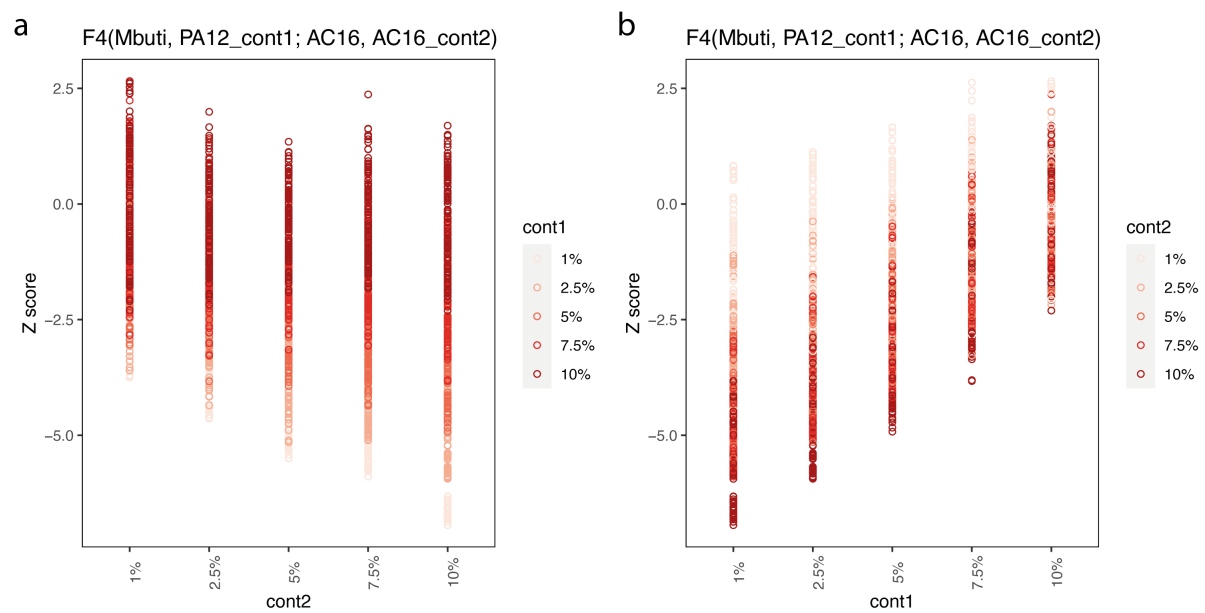 a
F4(Mbuti, PA12_cont1; AC16, AC16_cont2)
Z score
2.5
0.0
−2.5
−5.0
1%
2.5%
5%
7.5%
10%
cont2
cont1
1%
2.5%
5%
7.5%
10%
b
F4(Mbuti, PA12_cont1; AC16, AC16_cont2)
Z score
2.5
0.0
−2.5
−5.0
1%
2.5%
5%
7.5%
10%
cont1
cont2
1%
2.5%
5%
7.5%
10%